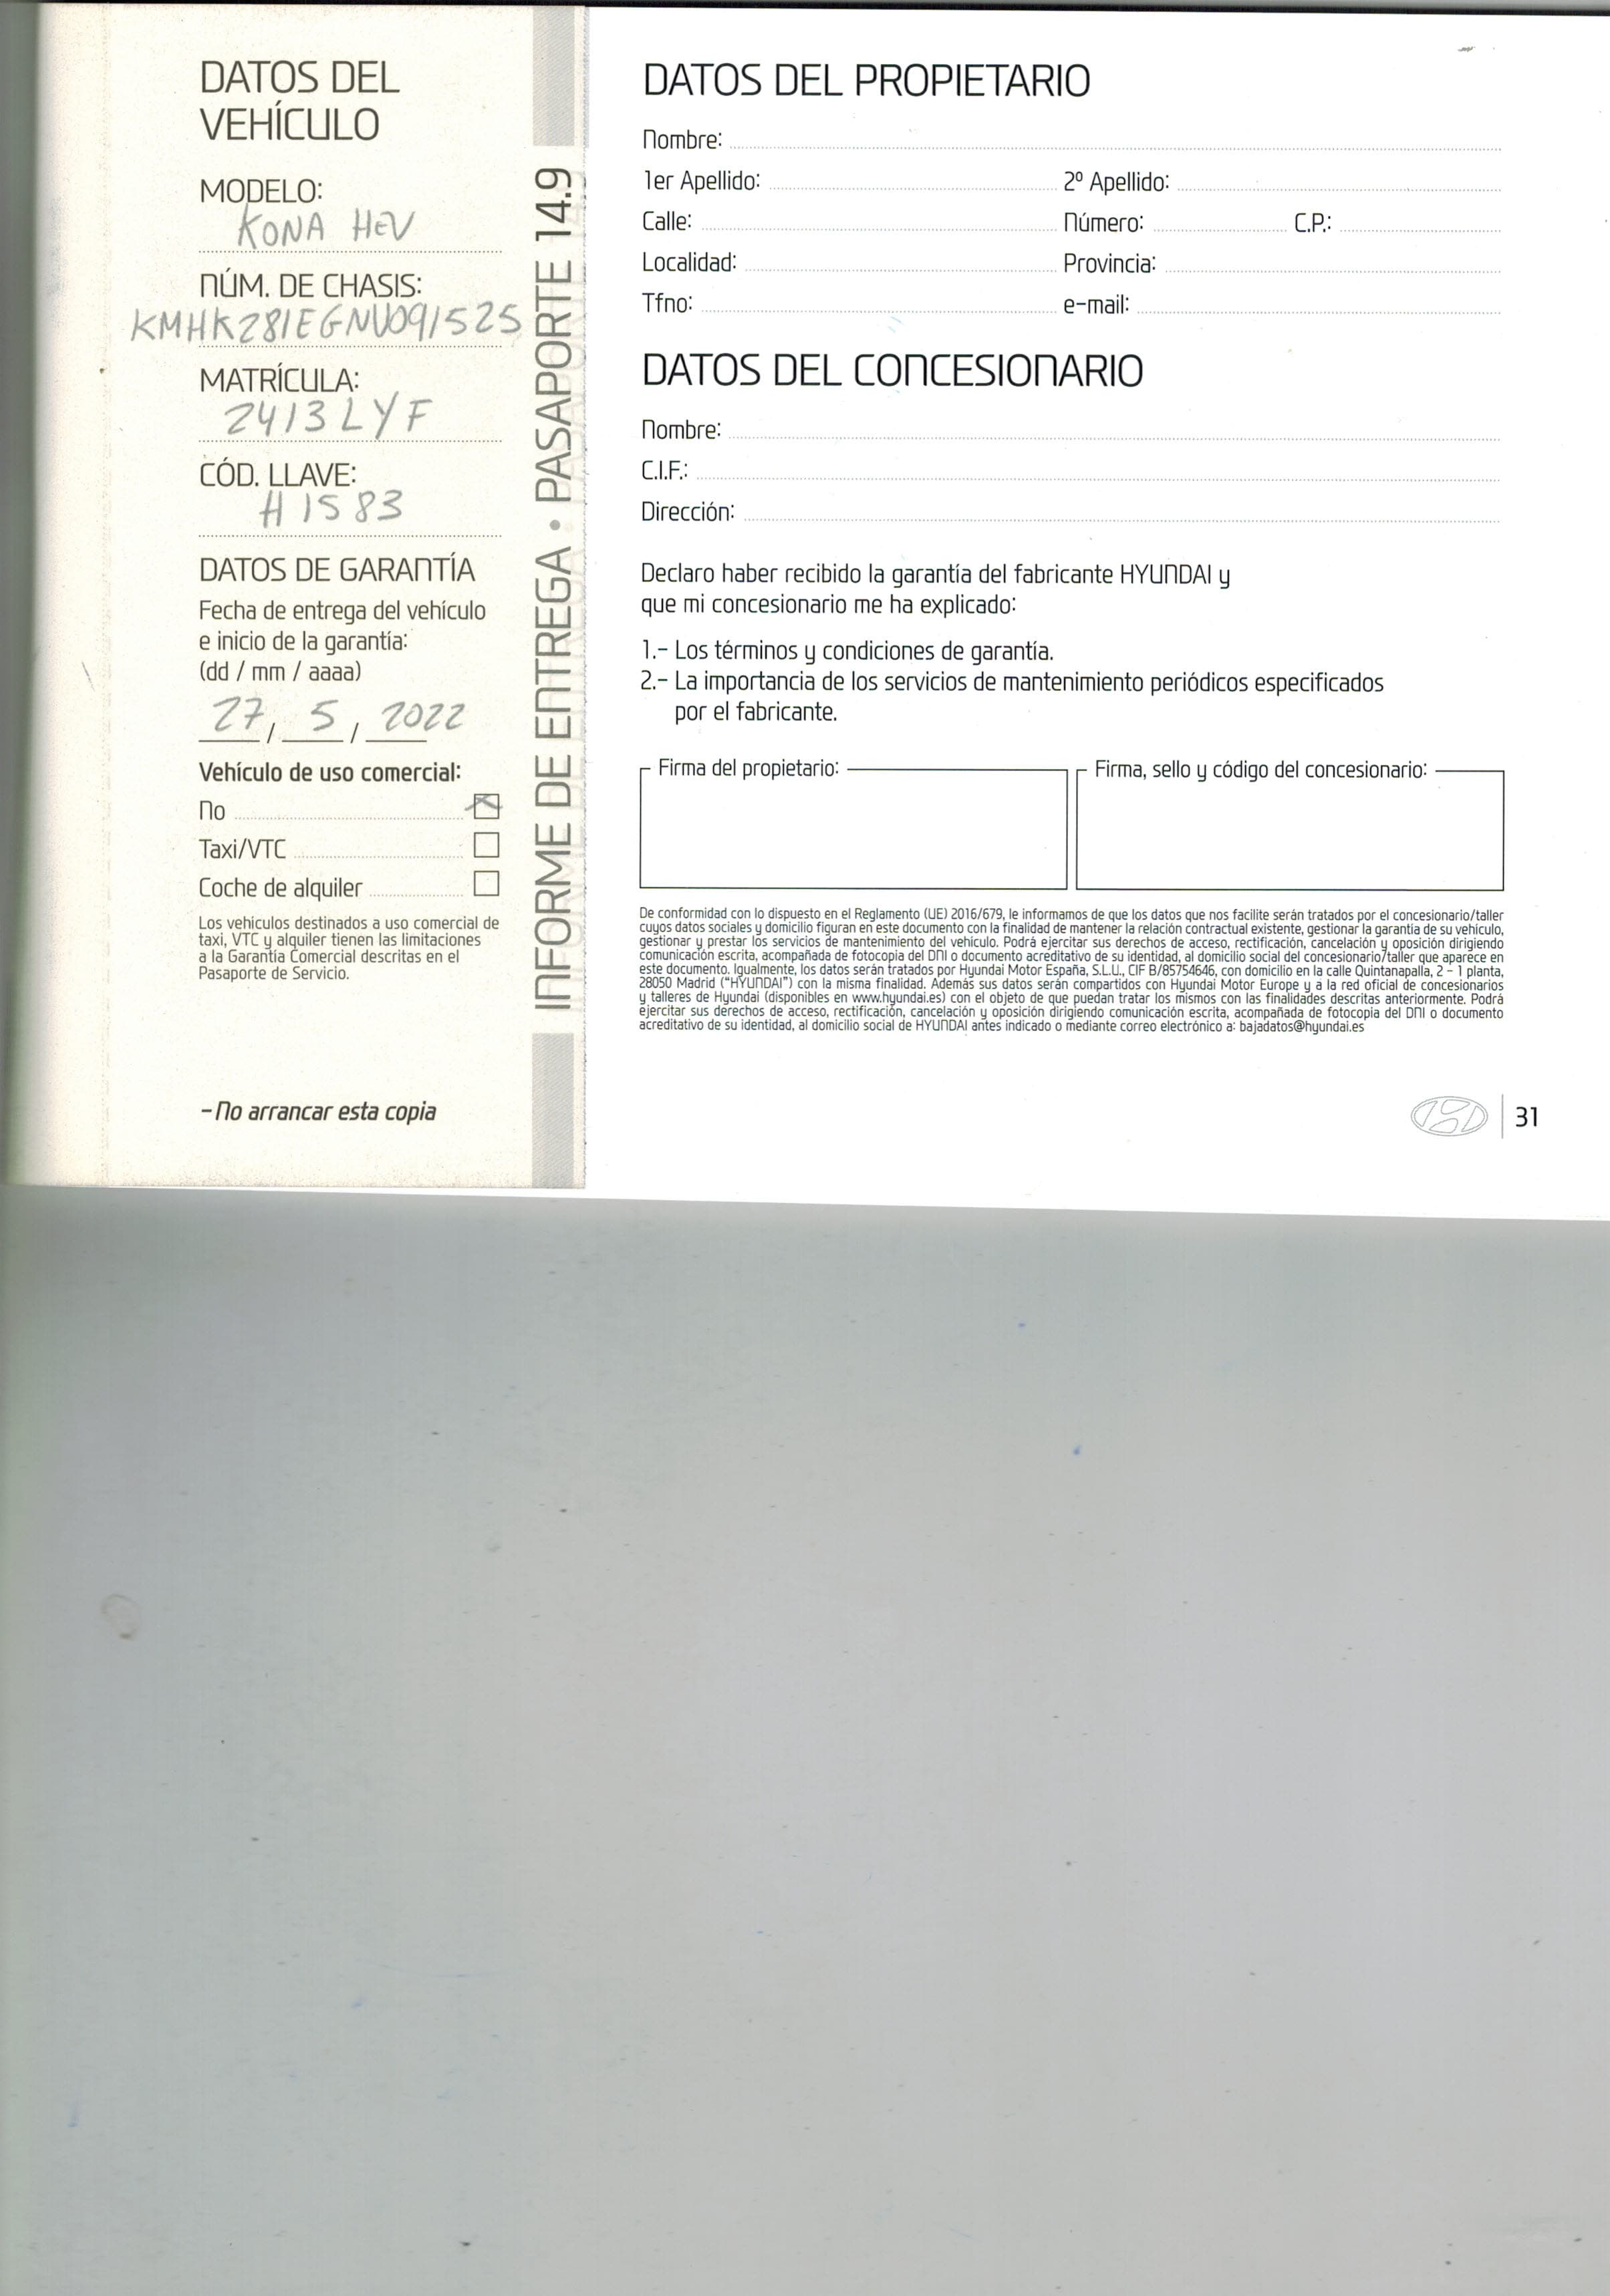 DATOS DEL
VEHÍCULO
MODELO:
KONA HEV
NÚM. DE CHASIS:
KMHK281EGNU091525
MATRÍCULA:
2413 LYF
CÓD. LLAVE:
H 1583
DATOS DE GARANTÍA
Fecha de entrega del vehículo
e inicio de la garantía:
(dd / mm / aaaa)
27 / 5 / 2022
Vehículo de uso comercial:
No
Taxi/VTC
Coche de alquiler
Los vehículos destinados a uso comercial de
taxi, VTC y alquiler tienen las limitaciones
a la Garantía Comercial descritas en el
Pasaporte de Servicio.
-No arrancar esta copia
INFORME DE ENTREGA • PASAPORTE 14.9
DATOS DEL PROPIETARIO
Nombre:
1er Apellido: 2º Apellido:
Calle: Número: C.P.:
Localidad: Provincia:
Tfno: e-mail:
DATOS DEL CONCESIONARIO
Nombre:
C.I.F.:
Dirección:
Declaro haber recibido la garantía del fabricante HYUNDAI y
que mi concesionario me ha explicado:
1.- Los términos y condiciones de garantía.
2.- La importancia de los servicios de mantenimiento periódicos especificados
por el fabricante.
Firma del propietario: Firma, sello y código del concesionario:
De conformidad con lo dispuesto en el Reglamento (UE) 2016/679, le informamos de que los datos que nos facilite serán tratados por el concesionario/taller
cuyos datos sociales y domicilio figuran en este documento con la finalidad de mantener la relación contractual existente, gestionar la garantía de su vehículo,
gestionar y prestar los servicios de mantenimiento del vehículo. Podrá ejercitar sus derechos de acceso, rectificación, cancelación y oposición dirigiendo
comunicación escrita, acompañada de fotocopia del DNI o documento acreditativo de su identidad, al domicilio social del concesionario/taller que aparece en
este documento. Igualmente, los datos serán tratados por Hyundai Motor España, S.L.U., CIF B/85754646, con domicilio en la calle Quintanapalla, 2 - 1 planta,
28050 Madrid ("HYUNDAI") con la misma finalidad. Además sus datos serán compartidos con Hyundai Motor Europe y a la red oficial de concesionarios
y talleres de Hyundai (disponibles en www.hyundai.es) con el objeto de que puedan tratar los mismos con las finalidades descritas anteriormente. Podrá
ejercitar sus derechos de acceso, rectificación, cancelación y oposición dirigiendo comunicación escrita, acompañada de fotocopia del DNI o documento
acreditativo de su identidad, al domicilio social de HYUNDAI antes indicado o mediante correo electrónico a: bajadatos@hyundai.es
31